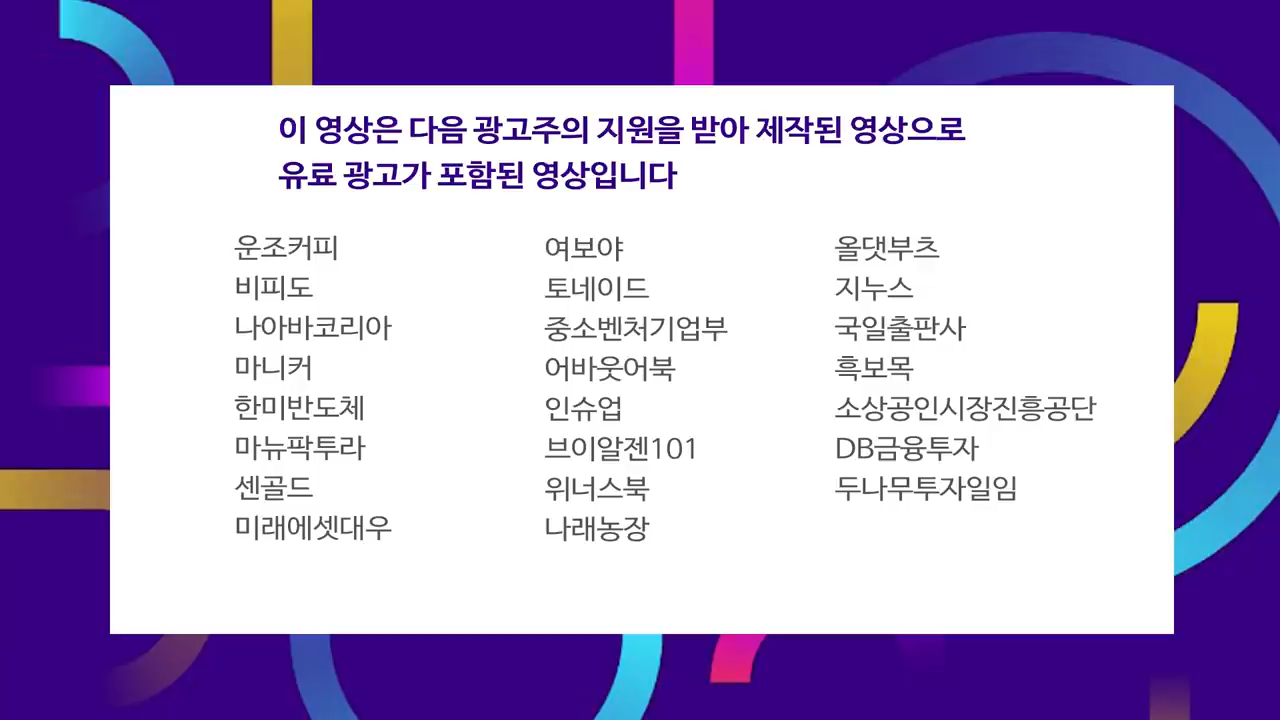 이 영상은 다음 광고주의 지원을 받아 제작된 영상으로
유료 광고가 포함된 영상입니다
운조커피
비피도
나아바코리아
마니커
한미반도체
마뉴팍투라
센골드
미래에셋대우
여보야
토네이드
중소벤처기업부
어바웃어북
인슈업
브이알젠101
위너스북
나래농장
올댓부츠
지누스
국일출판사
흑보목
소상공인시장진흥공단
DB금융투자
두나무투자일임